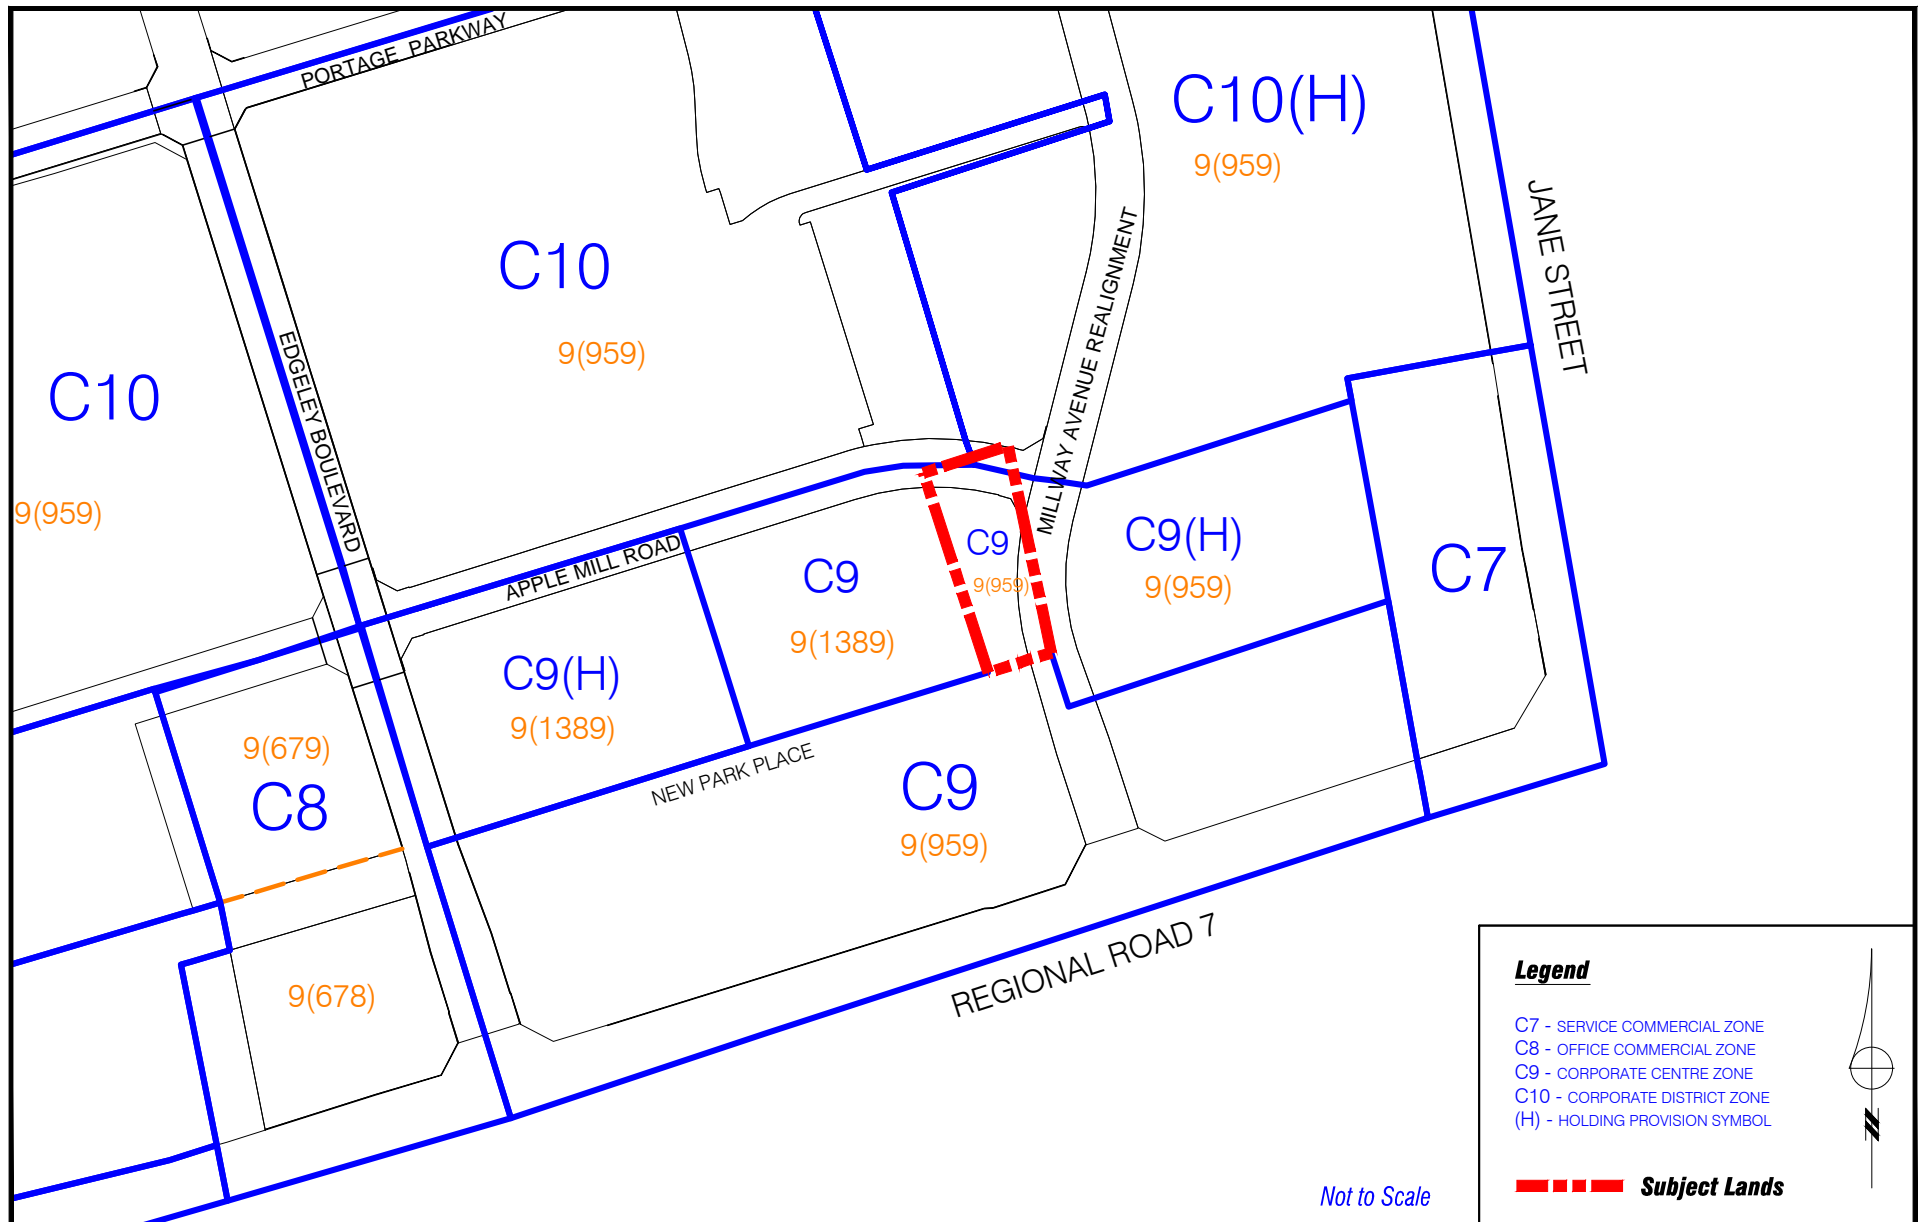 PORTAGE PARKWAY
C10(H)
9(959)
JANE STREET
C10
9(959)
MILLWAY AVENUE REALIGNMENT
EDGELEY BOULEVARD
C10
9(959)
APPLE MILL ROAD
C9
9(959)
C9(H)
9(959)
C7
C9
9(1389)
C9(H)
9(1389)
9(679)
C8
NEW PARK PLACE
C9
9(959)
9(678)
REGIONAL ROAD 7
Legend
C7 - SERVICE COMMERCIAL ZONE
C8 - OFFICE COMMERCIAL ZONE
C9 - CORPORATE CENTRE ZONE
C10 - CORPORATE DISTRICT ZONE
(H) - HOLDING PROVISION SYMBOL
N
Subject Lands
Not to Scale